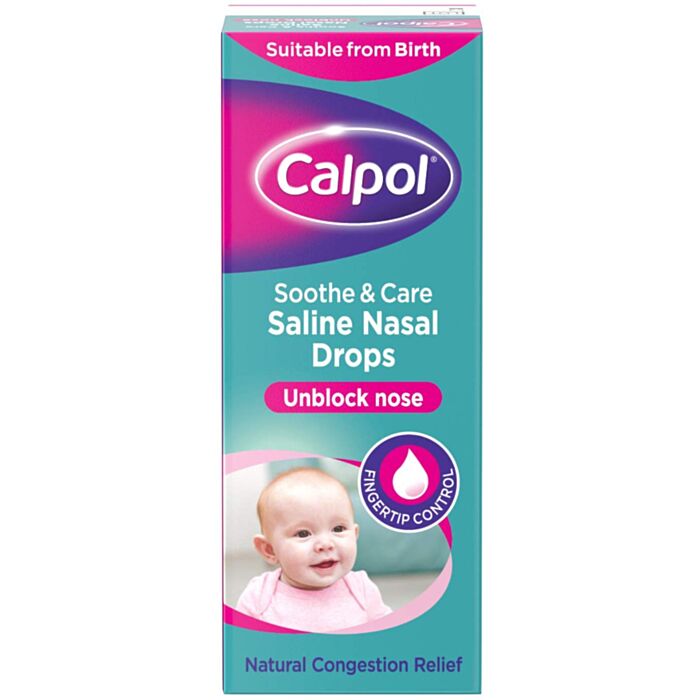 Suitable from Birth
Calpol®
Soothe & Care
Saline Nasal
Drops
Unblock nose
FINGERTIP CONTROL
Natural Congestion Relief